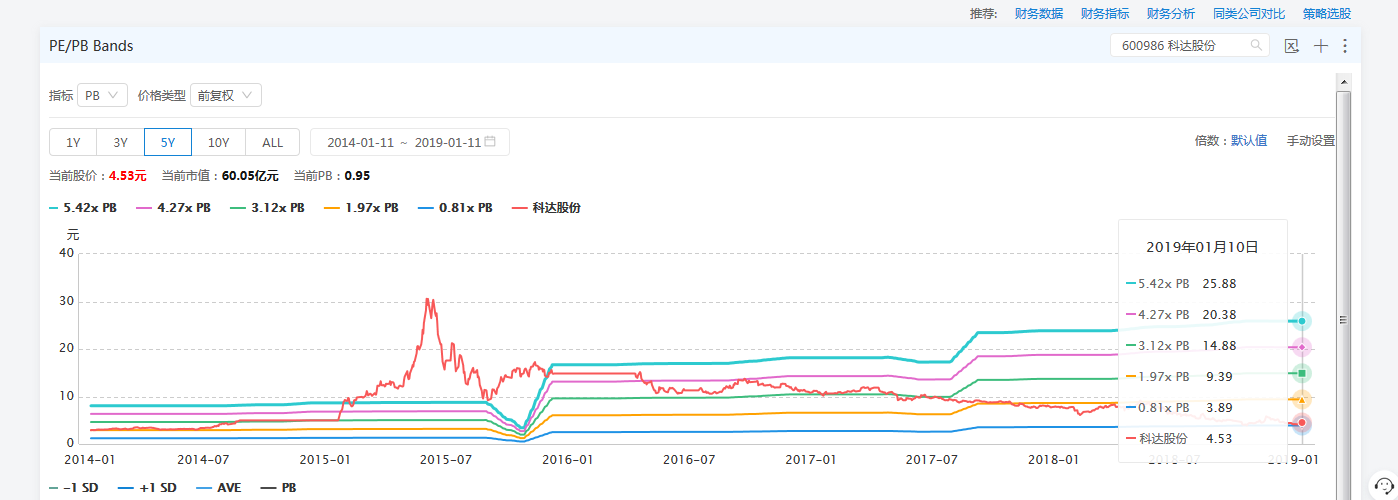 推荐: 财务数据 财务指标 财务分析 同类公司对比 策略选股
PE/PB Bands 600986 科达股份
指标 PB 价格类型 前复权
1Y 3Y 5Y 10Y ALL 2014-01-11 ~ 2019-01-11 倍数：默认值 手动设置
当前股价：4.53元 当前市值：60.05亿元 当前PB：0.95
5.42x PB 4.27x PB 3.12x PB 1.97x PB 0.81x PB 科达股份
元
40
30
20
10
0
2019年01月10日
5.42x PB 25.88
4.27x PB 20.38
3.12x PB 14.88
1.97x PB 9.39
0.81x PB 3.89
科达股份 4.53
2014-01 2014-07 2015-01 2015-07 2016-01 2016-07 2017-01 2017-07 2018-01 2018-07 2019-01
-1 SD +1 SD AVE PB